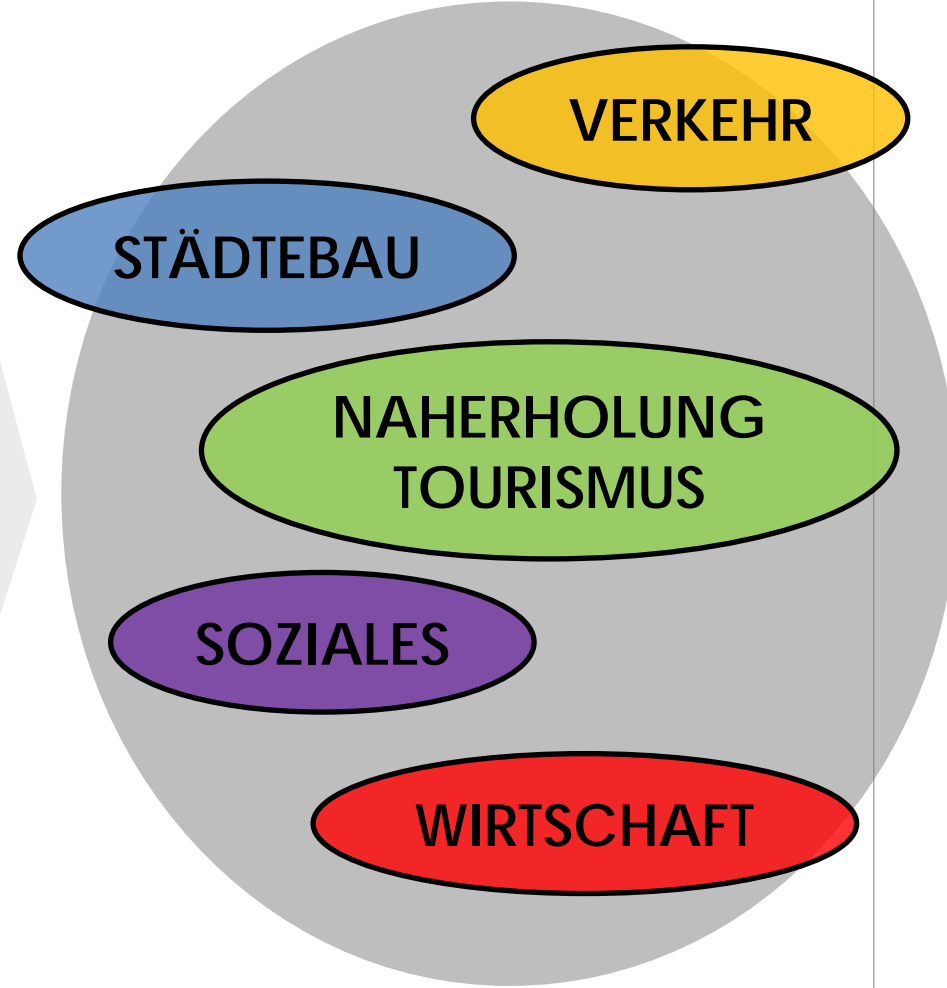 VERKEHR
STÄDTEBAU
NAHERHOLUNG
TOURISMUS
SOZIALES
WIRTSCHAFT